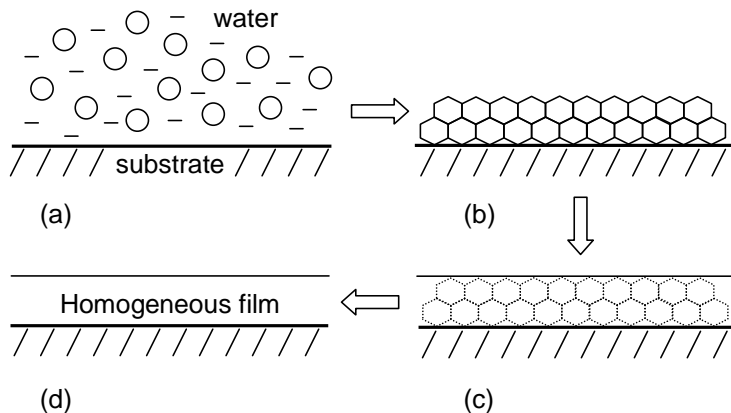 water
substrate
(a)
(b)
Homogeneous film
(d)
(c)